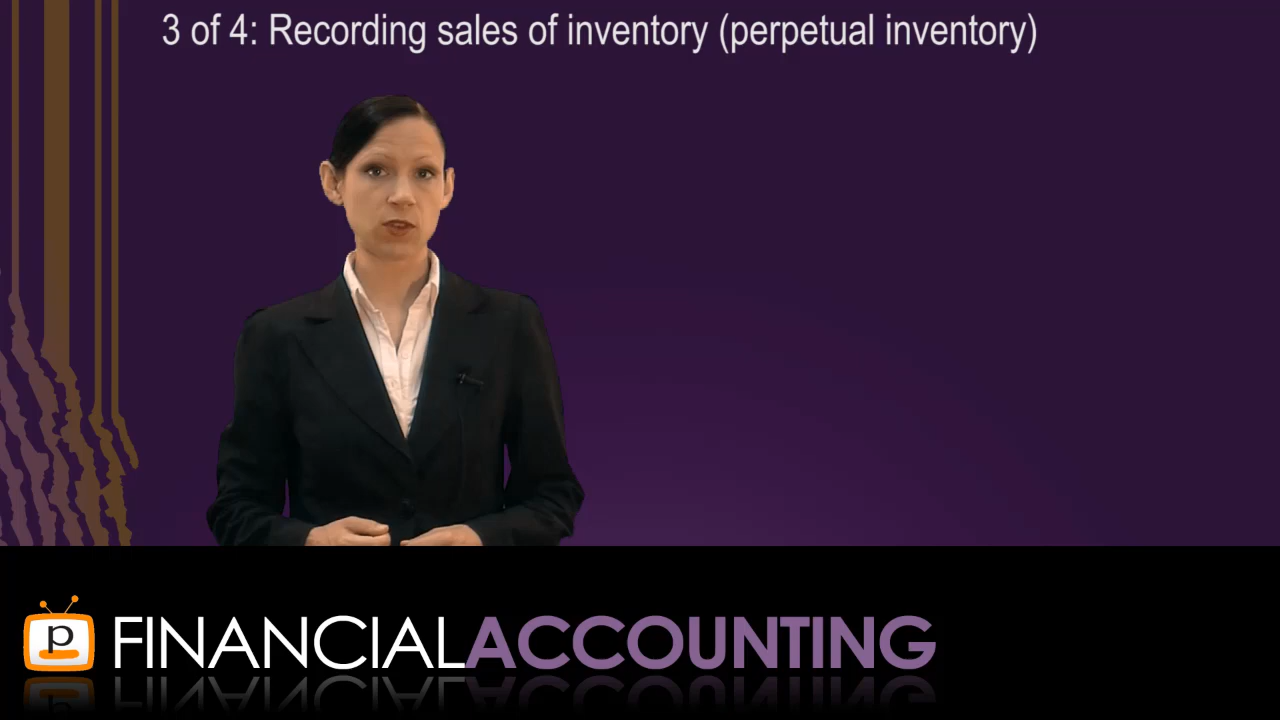 3 of 4: Recording sales of inventory (perpetual inventory)
p FINANCIALACCOUNTING